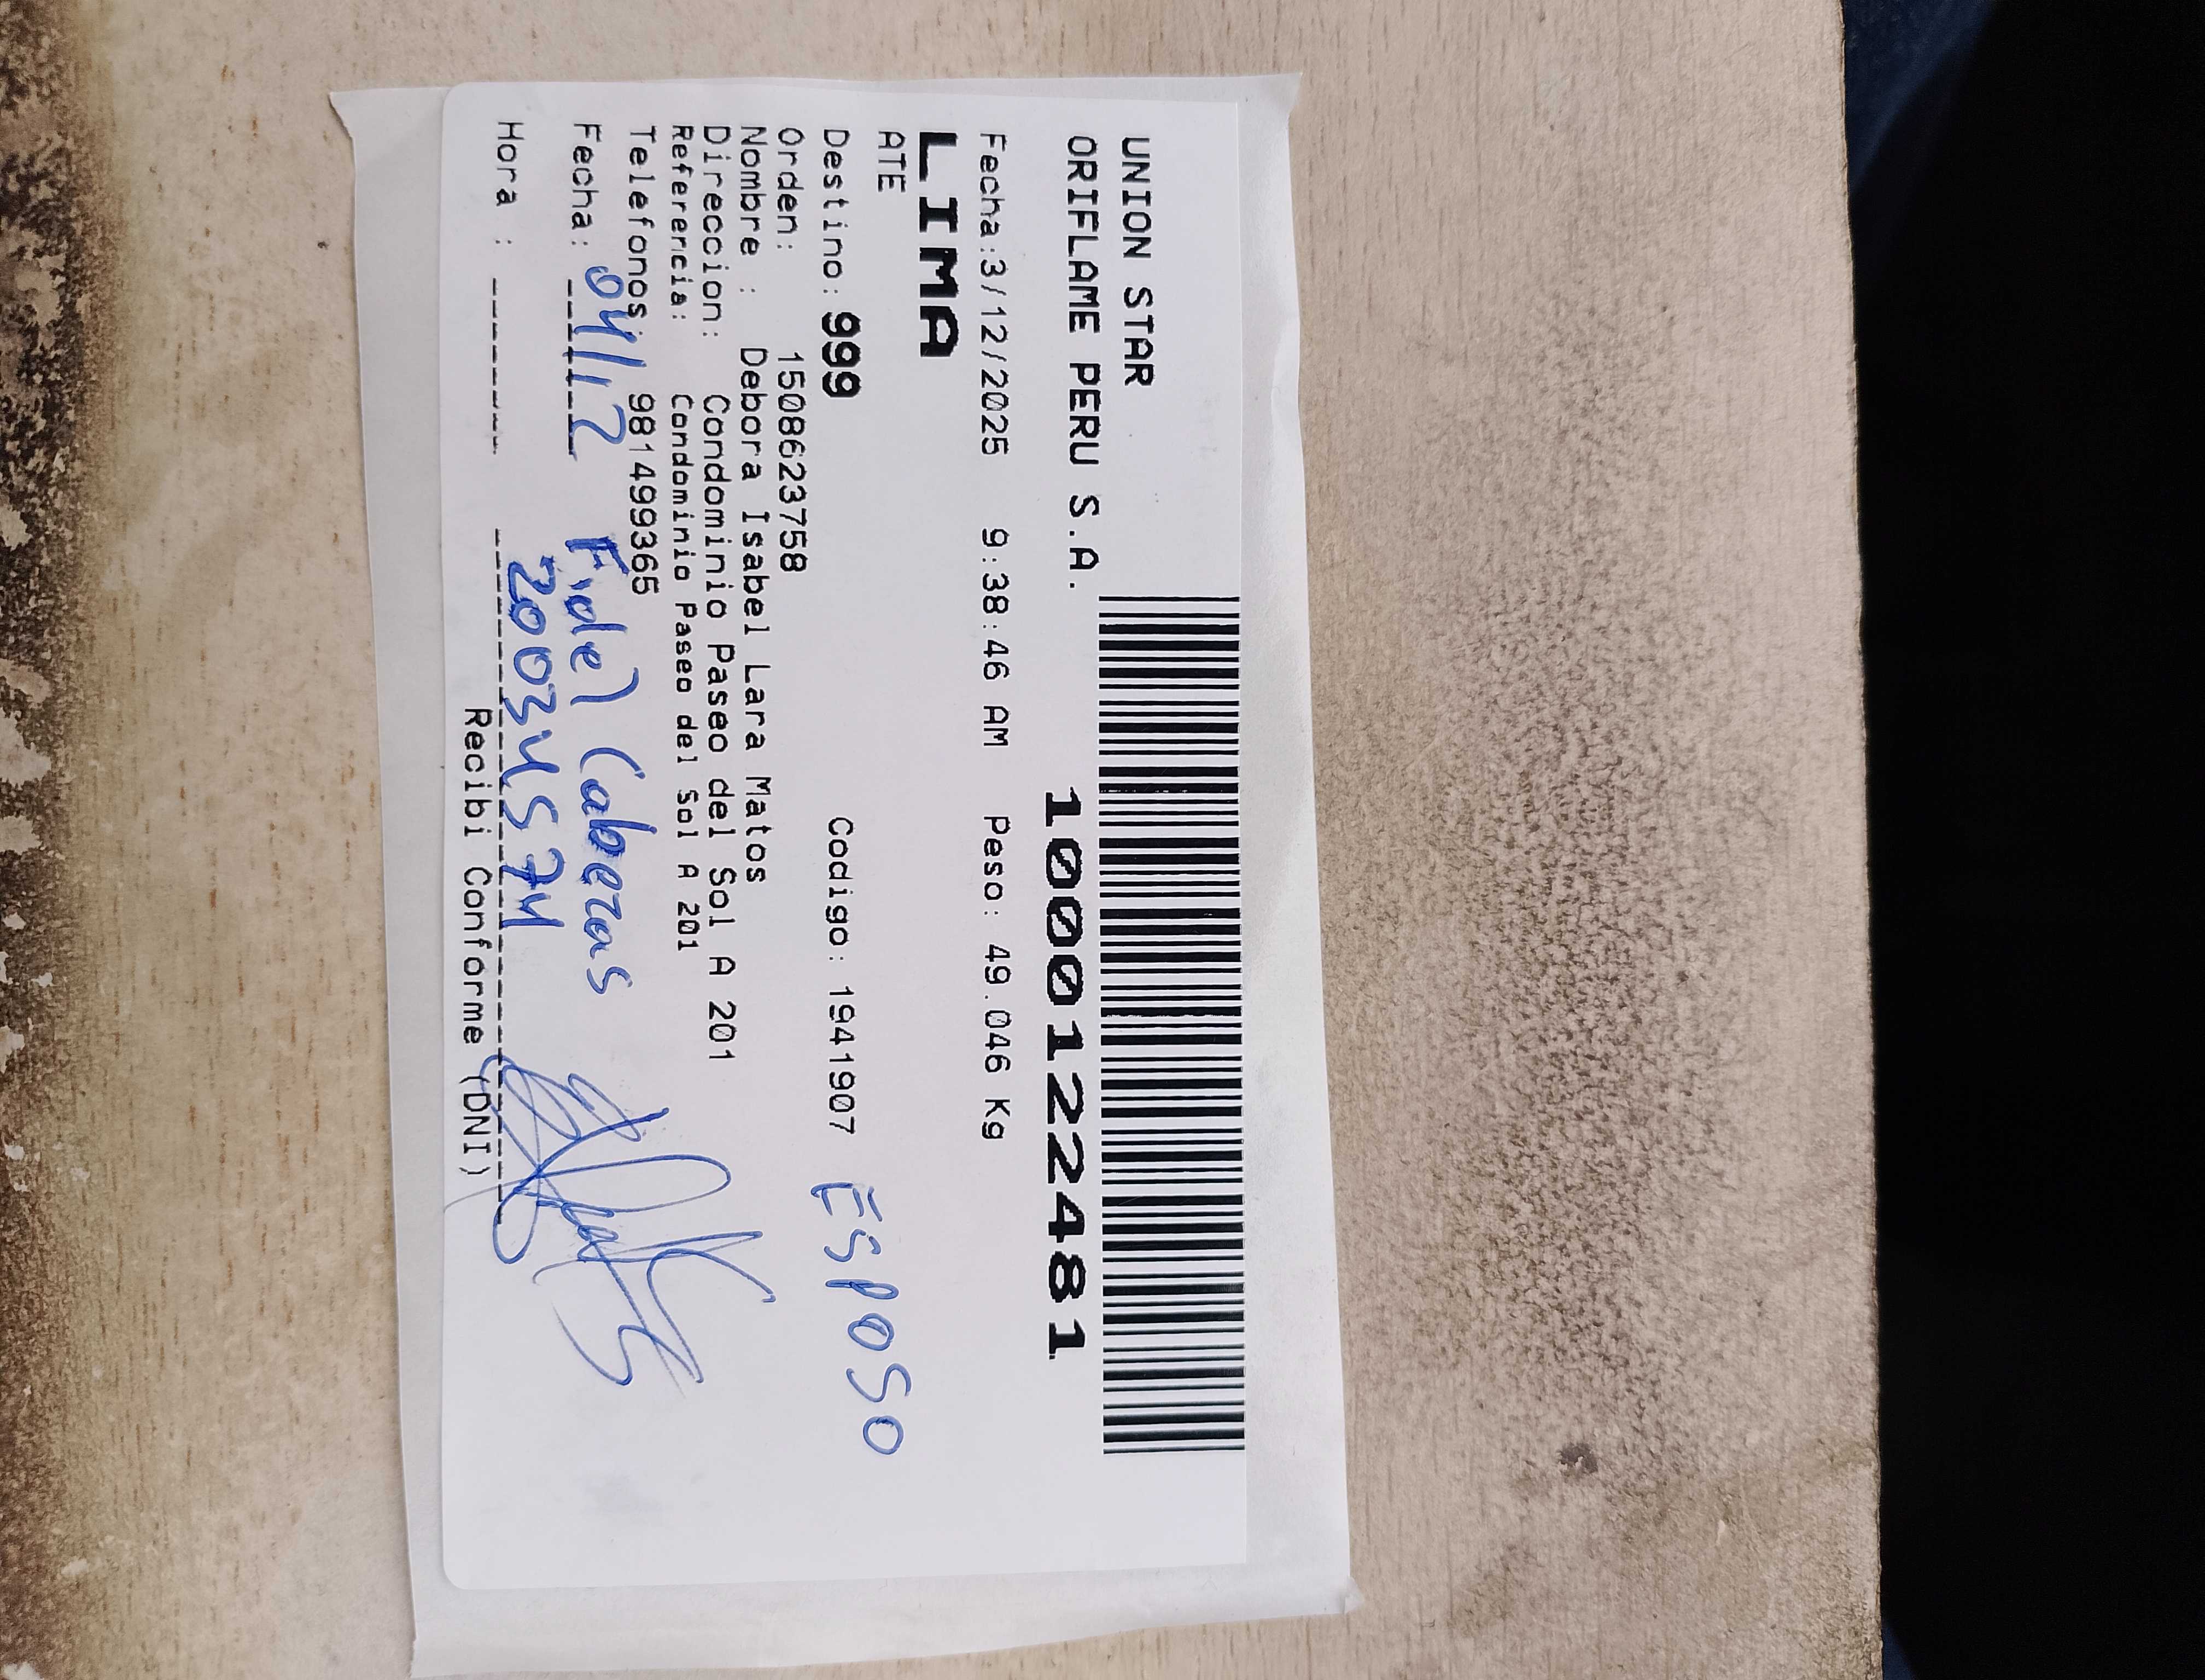 UNION STAR
ORIFLAME PERU S.A.
100012 2481
Fecha:3/12/2025 9:38:46 AM Peso: 49.046 Kg
LIMA
ATE
Destino: 999 Codigo: 1941907 ESPOSO
Orden: 1508623758
Nombre : Debora Isabel Lara Matos
Direccion: Condominio Paseo del Sol A 201
Referencia: Condominio Paseo del Sol A 201
Telefonos: 981499365
Fecha: 04/12 Fidel Cabezas
Hora : 20034574
Recibi Conforme (DNI)